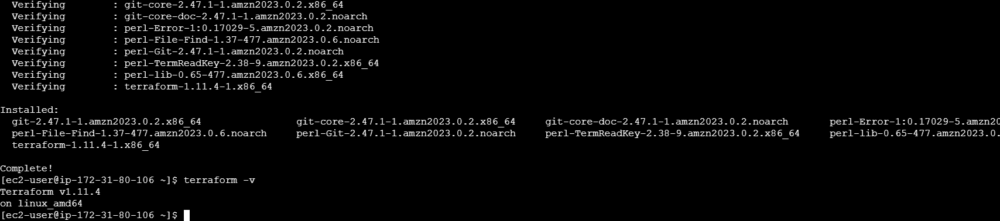 Verifying : git-core-2.47.1-1.amzn2023.0.2.x86_64
Verifying : git-core-doc-2.47.1-1.amzn2023.0.2.noarch
Verifying : perl-Error-1:0.17029-5.amzn2023.0.2.noarch
Verifying : perl-File-Find-1.37-477.amzn2023.0.6.noarch
Verifying : perl-Git-2.47.1-1.amzn2023.0.2.noarch
Verifying : perl-TermReadKey-2.38-9.amzn2023.0.2.x86_64
Verifying : perl-lib-0.65-477.amzn2023.0.6.x86_64
Verifying : terraform-1.11.4-1.x86_64
Installed:
git-2.47.1-1.amzn2023.0.2.x86_64 git-core-2.47.1-1.amzn2023.0.2.x86_64 git-core-doc-2.47.1-1.amzn2023.0.2.noarch perl-Error-1:0.17029-5.amzn20
perl-File-Find-1.37-477.amzn2023.0.6.noarch perl-Git-2.47.1-1.amzn2023.0.2.noarch perl-TermReadKey-2.38-9.amzn2023.0.2.x86_64 perl-lib-0.65-477.amzn2023.0.
terraform-1.11.4-1.x86_64
Complete!
[ec2-user@ip-172-31-80-106 ~]$ terraform -v
Terraform v1.11.4
on linux_amd64
[ec2-user@ip-172-31-80-106 ~]$